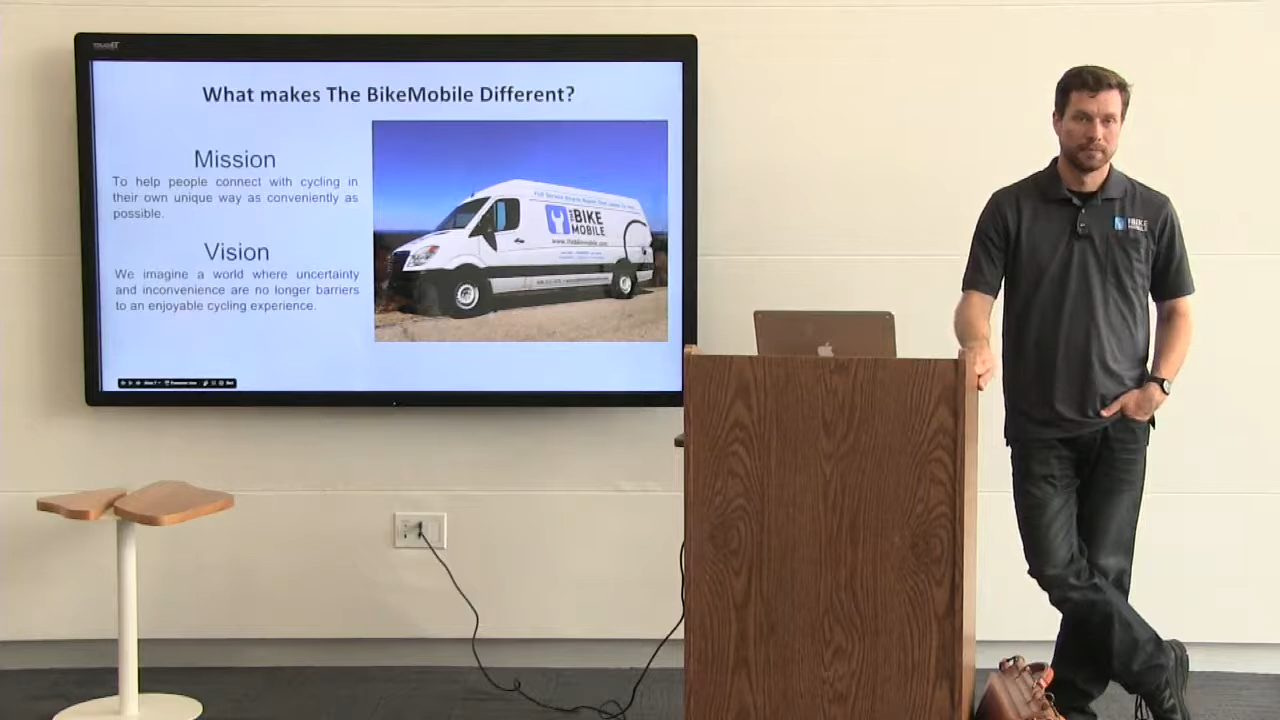 What makes The BikeMobile Different?
Mission
To help people connect with cycling in
their own unique way as conveniently as
possible.
Vision
We imagine a world where uncertainty
and inconvenience are no longer barriers
to an enjoyable cycling experience.
THE BIKE
MOBILE
www.thebikemobile.com
BIKE
MOBILE